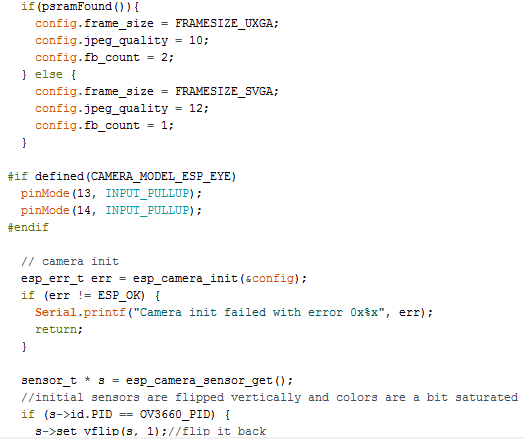 if(psramFound()){
config.frame_size = FRAMESIZE_UXGA;
config.jpeg_quality = 10;
config.fb_count = 2;
} else {
config.frame_size = FRAMESIZE_SVGA;
config.jpeg_quality = 12;
config.fb_count = 1;
}
#if defined(CAMERA_MODEL_ESP_EYE)
pinMode(13, INPUT_PULLUP);
pinMode(14, INPUT_PULLUP);
#endif
// camera init
esp_err_t err = esp_camera_init(&config);
if (err != ESP_OK) {
Serial.printf("Camera init failed with error 0x%x", err);
return;
}
sensor_t * s = esp_camera_sensor_get();
//initial sensors are flipped vertically and colors are a bit saturated
if (s->id.PID == OV3660_PID) {
s->set_vflip(s, 1);//flip it back